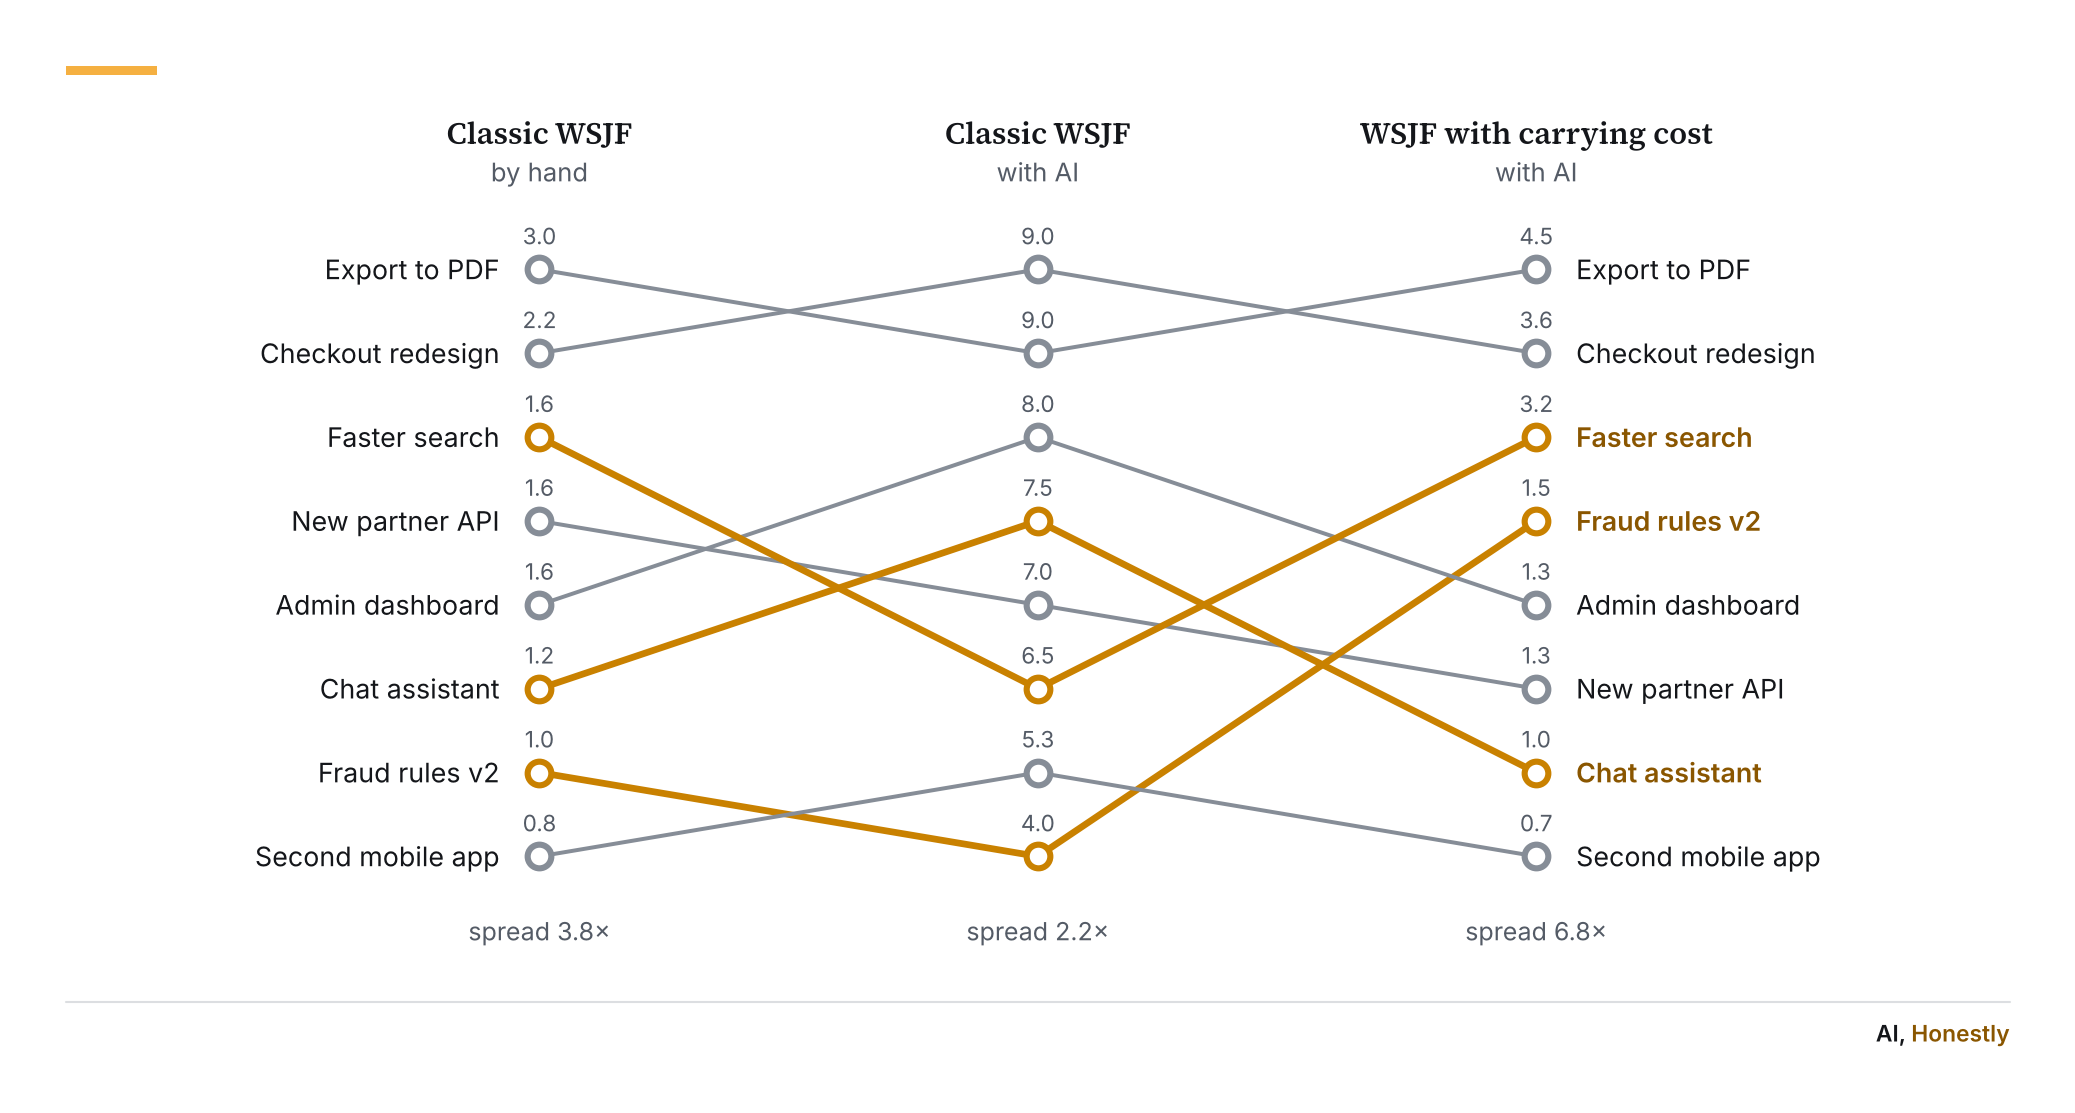 Classic WSJF
by hand
Classic WSJF
with AI
WSJF with carrying cost
with AI
3.0
9.0
4.5
Export to PDF
Export to PDF
2.2
9.0
3.6
Checkout redesign
Checkout redesign
1.6
8.0
3.2
Faster search
Faster search
1.6
7.5
1.5
New partner API
Fraud rules v2
1.6
7.0
1.3
Admin dashboard
Admin dashboard
1.2
6.5
1.3
Chat assistant
New partner API
1.0
5.3
1.0
Fraud rules v2
Chat assistant
0.8
4.0
0.7
Second mobile app
Second mobile app
spread 3.8×
spread 2.2×
spread 6.8×
AI, Honestly